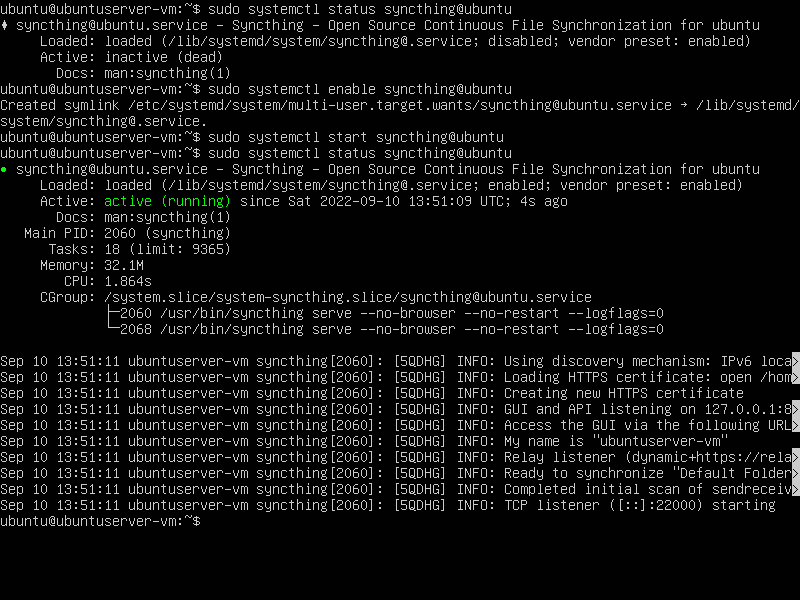 ubuntu@ubuntuserver-vm:~$ sudo systemctl status syncthing@ubuntu
♦ syncthing@ubuntu.service - Syncthing - Open Source Continuous File Synchronization for ubuntu
     Loaded: loaded (/lib/systemd/system/syncthing@.service; disabled; vendor preset: enabled)
     Active: inactive (dead)
       Docs: man:syncthing(1)
ubuntu@ubuntuserver-vm:~$ sudo systemctl enable syncthing@ubuntu
Created symlink /etc/systemd/system/multi-user.target.wants/syncthing@ubuntu.service → /lib/systemd/
system/syncthing@.service.
ubuntu@ubuntuserver-vm:~$ sudo systemctl start syncthing@ubuntu
ubuntu@ubuntuserver-vm:~$ sudo systemctl status syncthing@ubuntu
● syncthing@ubuntu.service - Syncthing - Open Source Continuous File Synchronization for ubuntu
     Loaded: loaded (/lib/systemd/system/syncthing@.service; enabled; vendor preset: enabled)
     Active: active (running) since Sat 2022-09-10 13:51:09 UTC; 4s ago
       Docs: man:syncthing(1)
   Main PID: 2060 (syncthing)
      Tasks: 18 (limit: 9365)
     Memory: 32.1M
        CPU: 1.864s
     CGroup: /system.slice/system-syncthing.slice/syncthing@ubuntu.service
             ├─2060 /usr/bin/syncthing serve --no-browser --no-restart --logflags=0
             └─2068 /usr/bin/syncthing serve --no-browser --no-restart --logflags=0
Sep 10 13:51:11 ubuntuserver-vm syncthing[2060]: [5QDHG] INFO: Using discovery mechanism: IPv6 loca>
Sep 10 13:51:11 ubuntuserver-vm syncthing[2060]: [5QDHG] INFO: Loading HTTPS certificate: open /hom>
Sep 10 13:51:11 ubuntuserver-vm syncthing[2060]: [5QDHG] INFO: Creating new HTTPS certificate
Sep 10 13:51:11 ubuntuserver-vm syncthing[2060]: [5QDHG] INFO: GUI and API listening on 127.0.0.1:8>
Sep 10 13:51:11 ubuntuserver-vm syncthing[2060]: [5QDHG] INFO: Access the GUI via the following URL>
Sep 10 13:51:11 ubuntuserver-vm syncthing[2060]: [5QDHG] INFO: My name is "ubuntuserver-vm"
Sep 10 13:51:11 ubuntuserver-vm syncthing[2060]: [5QDHG] INFO: Relay listener (dynamic+https://rela>
Sep 10 13:51:11 ubuntuserver-vm syncthing[2060]: [5QDHG] INFO: Ready to synchronize "Default Folder>
Sep 10 13:51:11 ubuntuserver-vm syncthing[2060]: [5QDHG] INFO: Completed initial scan of sendreceiv>
Sep 10 13:51:11 ubuntuserver-vm syncthing[2060]: [5QDHG] INFO: TCP listener ([::]:22000) starting
ubuntu@ubuntuserver-vm:~$